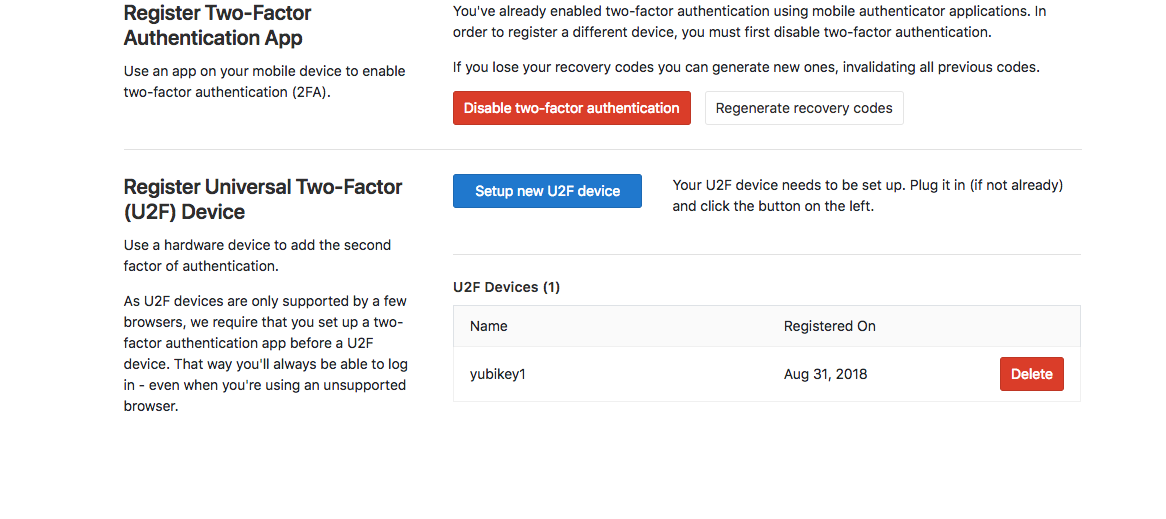 Register Two-Factor
Authentication App
Use an app on your mobile device to enable
two-factor authentication (2FA).
You've already enabled two-factor authentication using mobile authenticator applications. In
order to register a different device, you must first disable two-factor authentication.
If you lose your recovery codes you can generate new ones, invalidating all previous codes.
Disable two-factor authentication
Regenerate recovery codes
Register Universal Two-Factor
(U2F) Device
Use a hardware device to add the second
factor of authentication.
As U2F devices are only supported by a few
browsers, we require that you set up a two-
factor authentication app before a U2F
device. That way you'll always be able to log
in - even when you're using an unsupported
browser.
Setup new U2F device
Your U2F device needs to be set up. Plug it in (if not already)
and click the button on the left.
U2F Devices (1)
Name Registered On
yubikey1 Aug 31, 2018 Delete